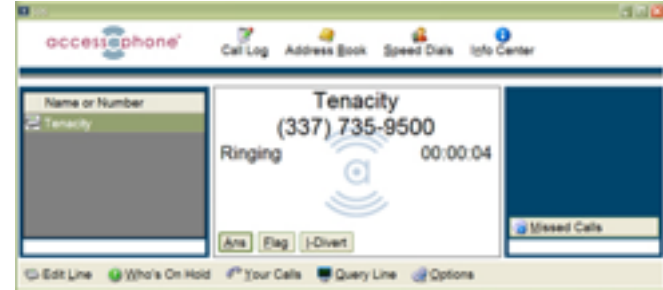 accessaphone
Call Log Address Book Speed Dials Info Center
Name or Number
Tenacity
Tenacity
(337) 735-9500
Ringing 00:00:04
Missed Calls
Ans Flag I-Divert
Edit Line Who's On Hold Your Calls Query Line Options